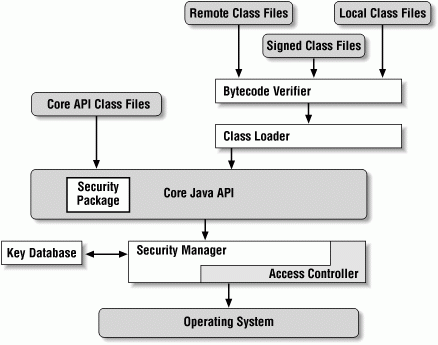 Remote Class Files
Local Class Files
Signed Class Files
Bytecode Verifier
Core API Class Files
Class Loader
Security
Package
Core Java API
Key Database
Security Manager
Access Controller
Operating System